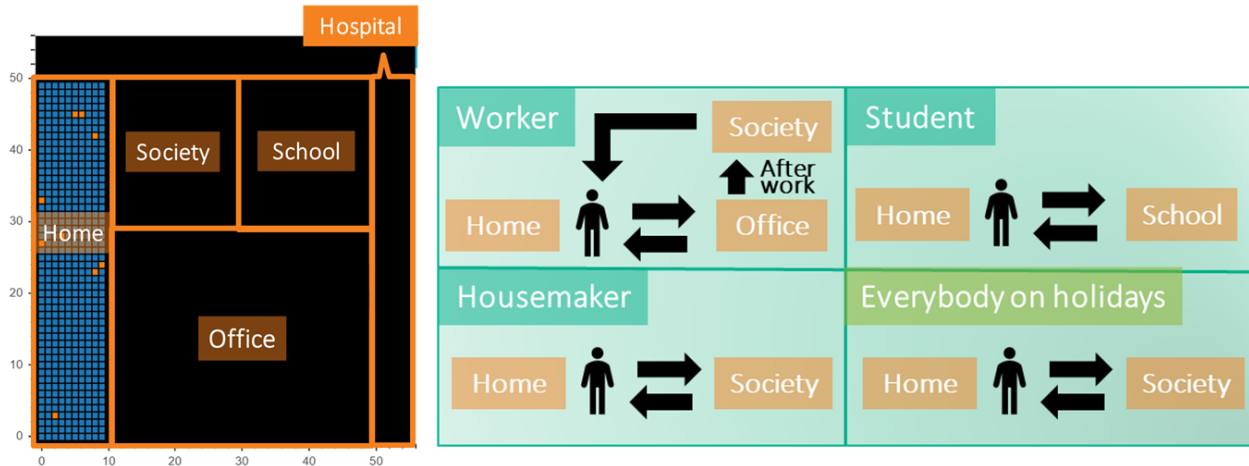 Hospital
50
40
30
20
10
0
Society
School
Home
Office
0
10
20
30
40
50
Worker
Society
After
work
Home
Office
Student
Home
School
Housemaker
Home
Society
Everybody on holidays
Home
Society